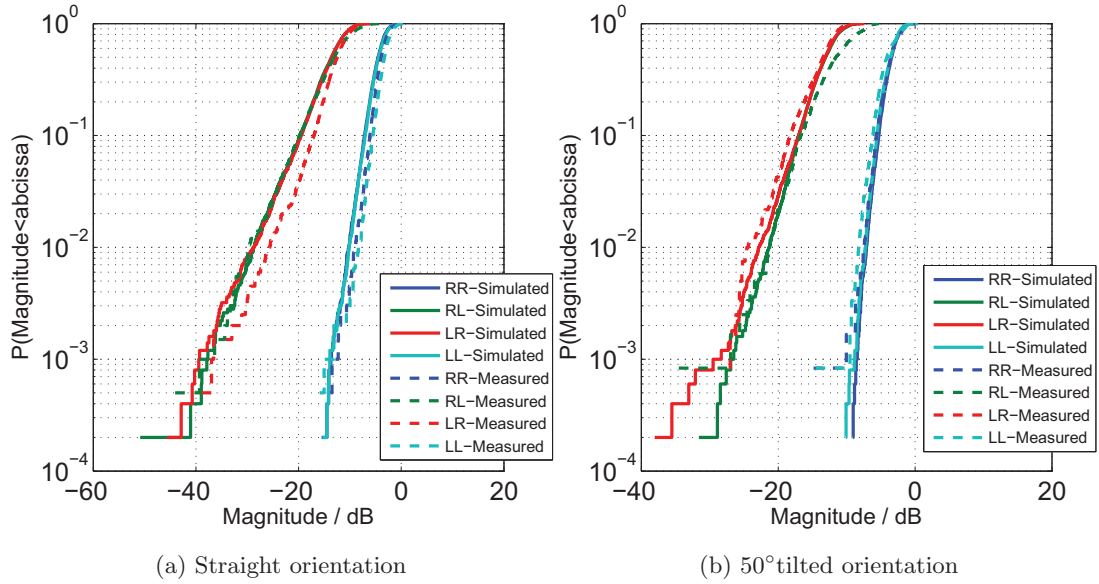 10^0
10^-1
10^-2
10^-3
10^-4
P(Magnitude<abcissa)
−60 −40 −20 0 20
Magnitude / dB
RR−Simulated
RL−Simulated
LR−Simulated
LL−Simulated
RR−Measured
RL−Measured
LR−Measured
LL−Measured
(a) Straight orientation
10^0
10^-1
10^-2
10^-3
10^-4
P(Magnitude<abcissa)
−40 −20 0 20
Magnitude / dB
RR−Simulated
RL−Simulated
LR−Simulated
LL−Simulated
RR−Measured
RL−Measured
LR−Measured
LL−Measured
(b) 50°tilted orientation